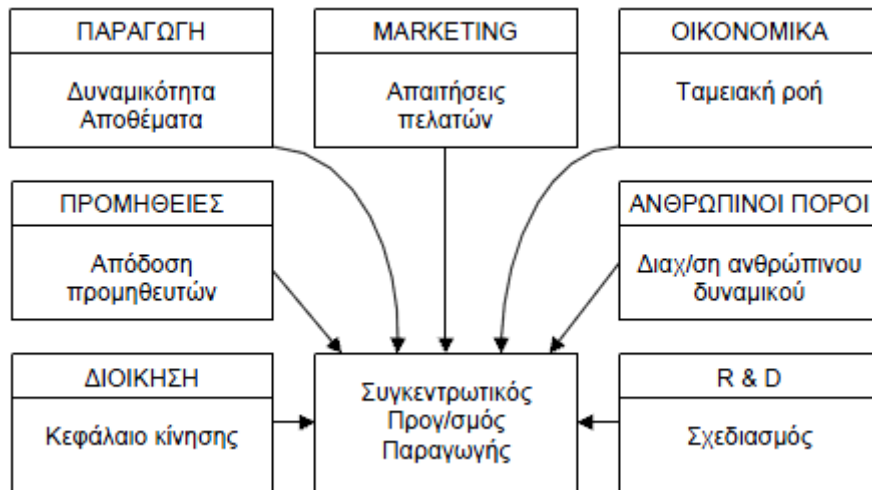 ΠΑΡΑΓΩΓΗ
Δυναμικότητα
Αποθέματα
MARKETING
Απαιτήσεις
πελατών
ΟΙΚΟΝΟΜΙΚΑ
Ταμειακή ροή
ΠΡΟΜΗΘΕΙΕΣ
Απόδοση
προμηθευτών
ΑΝΘΡΩΠΙΝΟΙ ΠΟΡΟΙ
Διαχ/ση ανθρώπινου
δυναμικού
ΔΙΟΙΚΗΣΗ
Κεφάλαιο κίνησης
Συγκεντρωτικός
Προγ/σμός
Παραγωγής
R & D
Σχεδιασμός